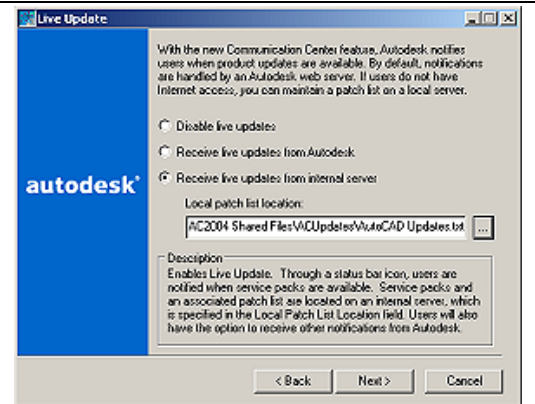 Live Update
With the new Communication Center feature, Autodesk notifies
users when product updates are available. By default, notifications
are handled by an Autodesk web server. If users do not have
Internet access, you can maintain a patch list on a local server.
Disable live updates
Receive live updates from Autodesk
Receive live updates from internal server
autodesk
Local patch list location:
AC2004 Shared Files\ACUpdates\AutoCAD Updates.txt
...
Description
Enables Live Update. Through a status bar icon, users are
notified when service packs are available. Service packs and
an associated patch list are located on an internal server, which
is specified in the Local Patch List Location field. Users will also
have the option to receive other notifications from Autodesk.
< Back Next > Cancel